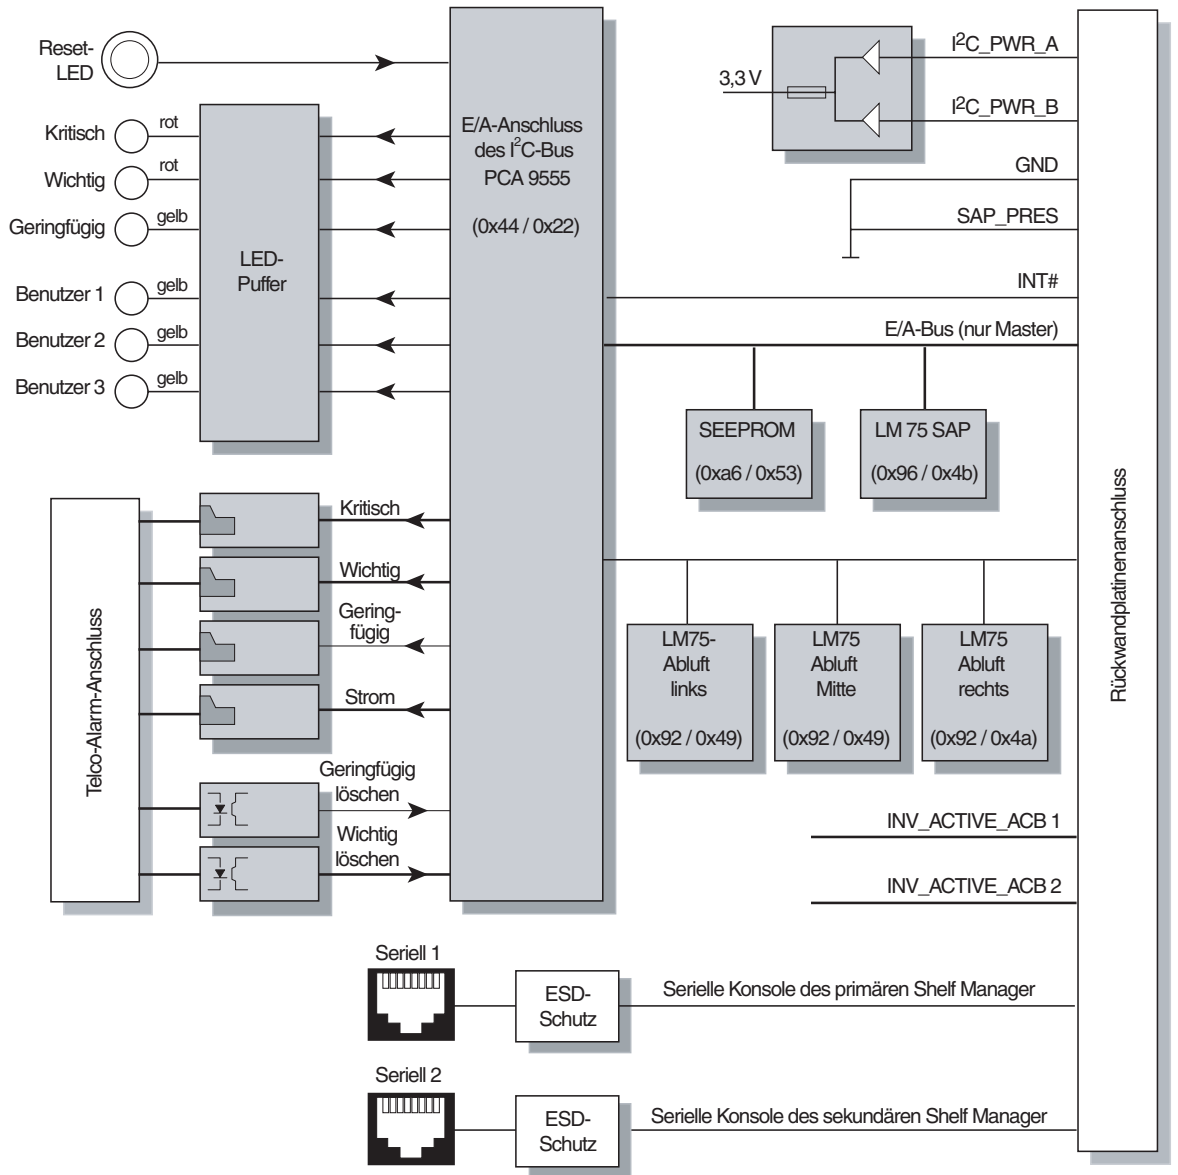 Reset-
LED
Kritisch
rot
Wichtig
rot
Geringfügig
gelb
Benutzer 1
gelb
Benutzer 2
gelb
Benutzer 3
gelb
LED-
Puffer
E/A-Anschluss
des I²C-Bus
PCA 9555
(0x44 / 0x22)
3,3 V
I²C_PWR_A
I²C_PWR_B
GND
SAP_PRES
INT#
E/A-Bus (nur Master)
SEEPROM
(0xa6 / 0x53)
LM 75 SAP
(0x96 / 0x4b)
Rückwandplatinenanschluss
Telco-Alarm-Anschluss
Kritisch
Wichtig
Gering-
fügig
Strom
Geringfügig
löschen
Wichtig
löschen
LM75-
Abluft
links
(0x92 / 0x49)
LM75
Abluft
Mitte
(0x92 / 0x49)
LM75
Abluft
rechts
(0x92 / 0x4a)
INV_ACTIVE_ACB 1
INV_ACTIVE_ACB 2
Seriell 1
ESD-
Schutz
Serielle Konsole des primären Shelf Manager
Seriell 2
ESD-
Schutz
Serielle Konsole des sekundären Shelf Manager